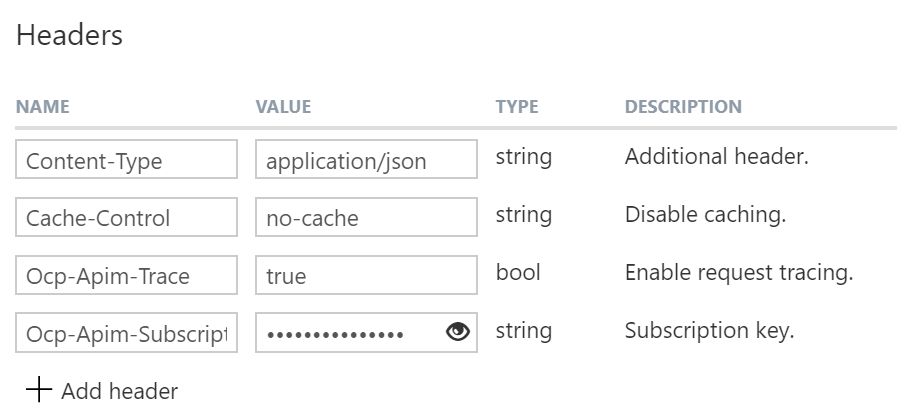 Headers
NAME VALUE TYPE DESCRIPTION
Content-Type application/json string Additional header.
Cache-Control no-cache string Disable caching.
Ocp-Apim-Trace true bool Enable request tracing.
Ocp-Apim-Subscript ••••••••••••••• string Subscription key.
Add header